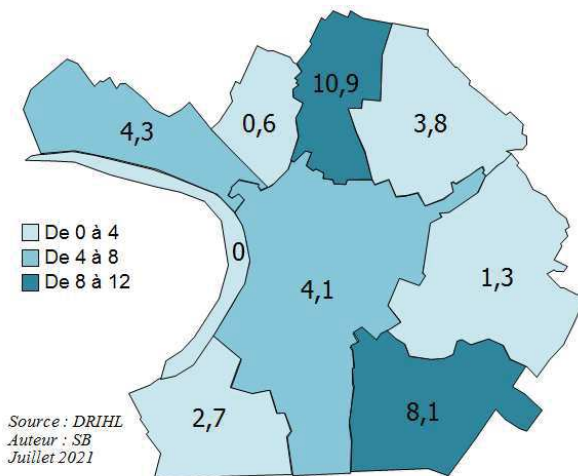 10,9
0,6
3,8
4,3
0
De 0 à 4
De 4 à 8
De 8 à 12
4,1
1,3
2,7
8,1
Source : DRIHL
Auteur : SB
Juillet 2021